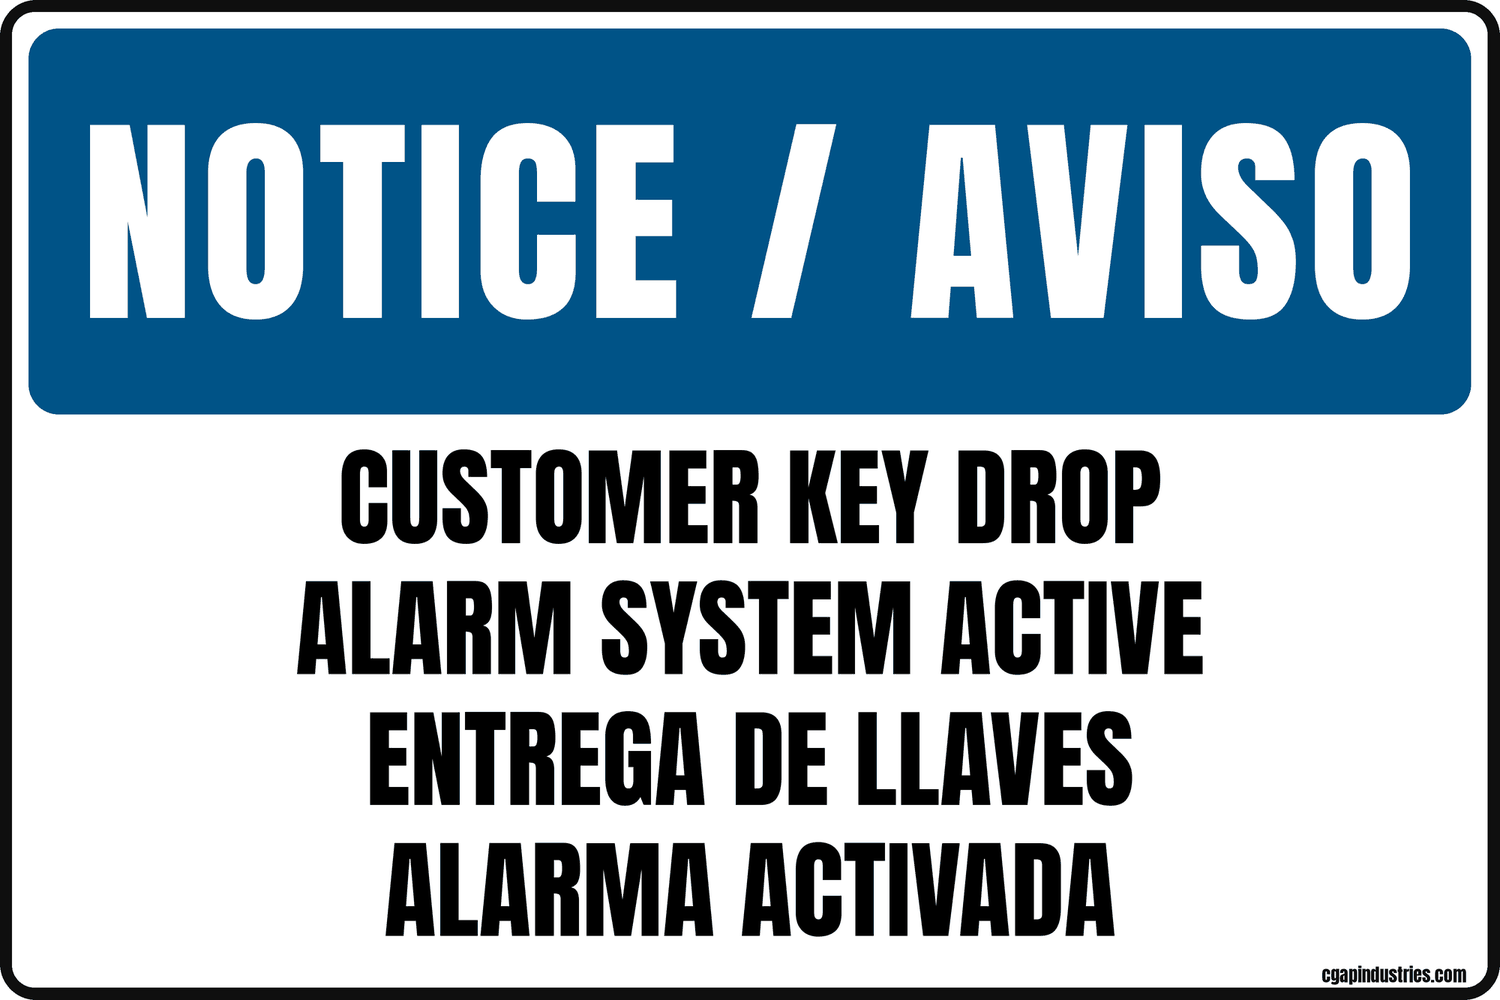 NOTICE / AVISO
CUSTOMER KEY DROP
ALARM SYSTEM ACTIVE
ENTREGA DE LLAVES
ALARMA ACTIVADA
cgapindustries.com